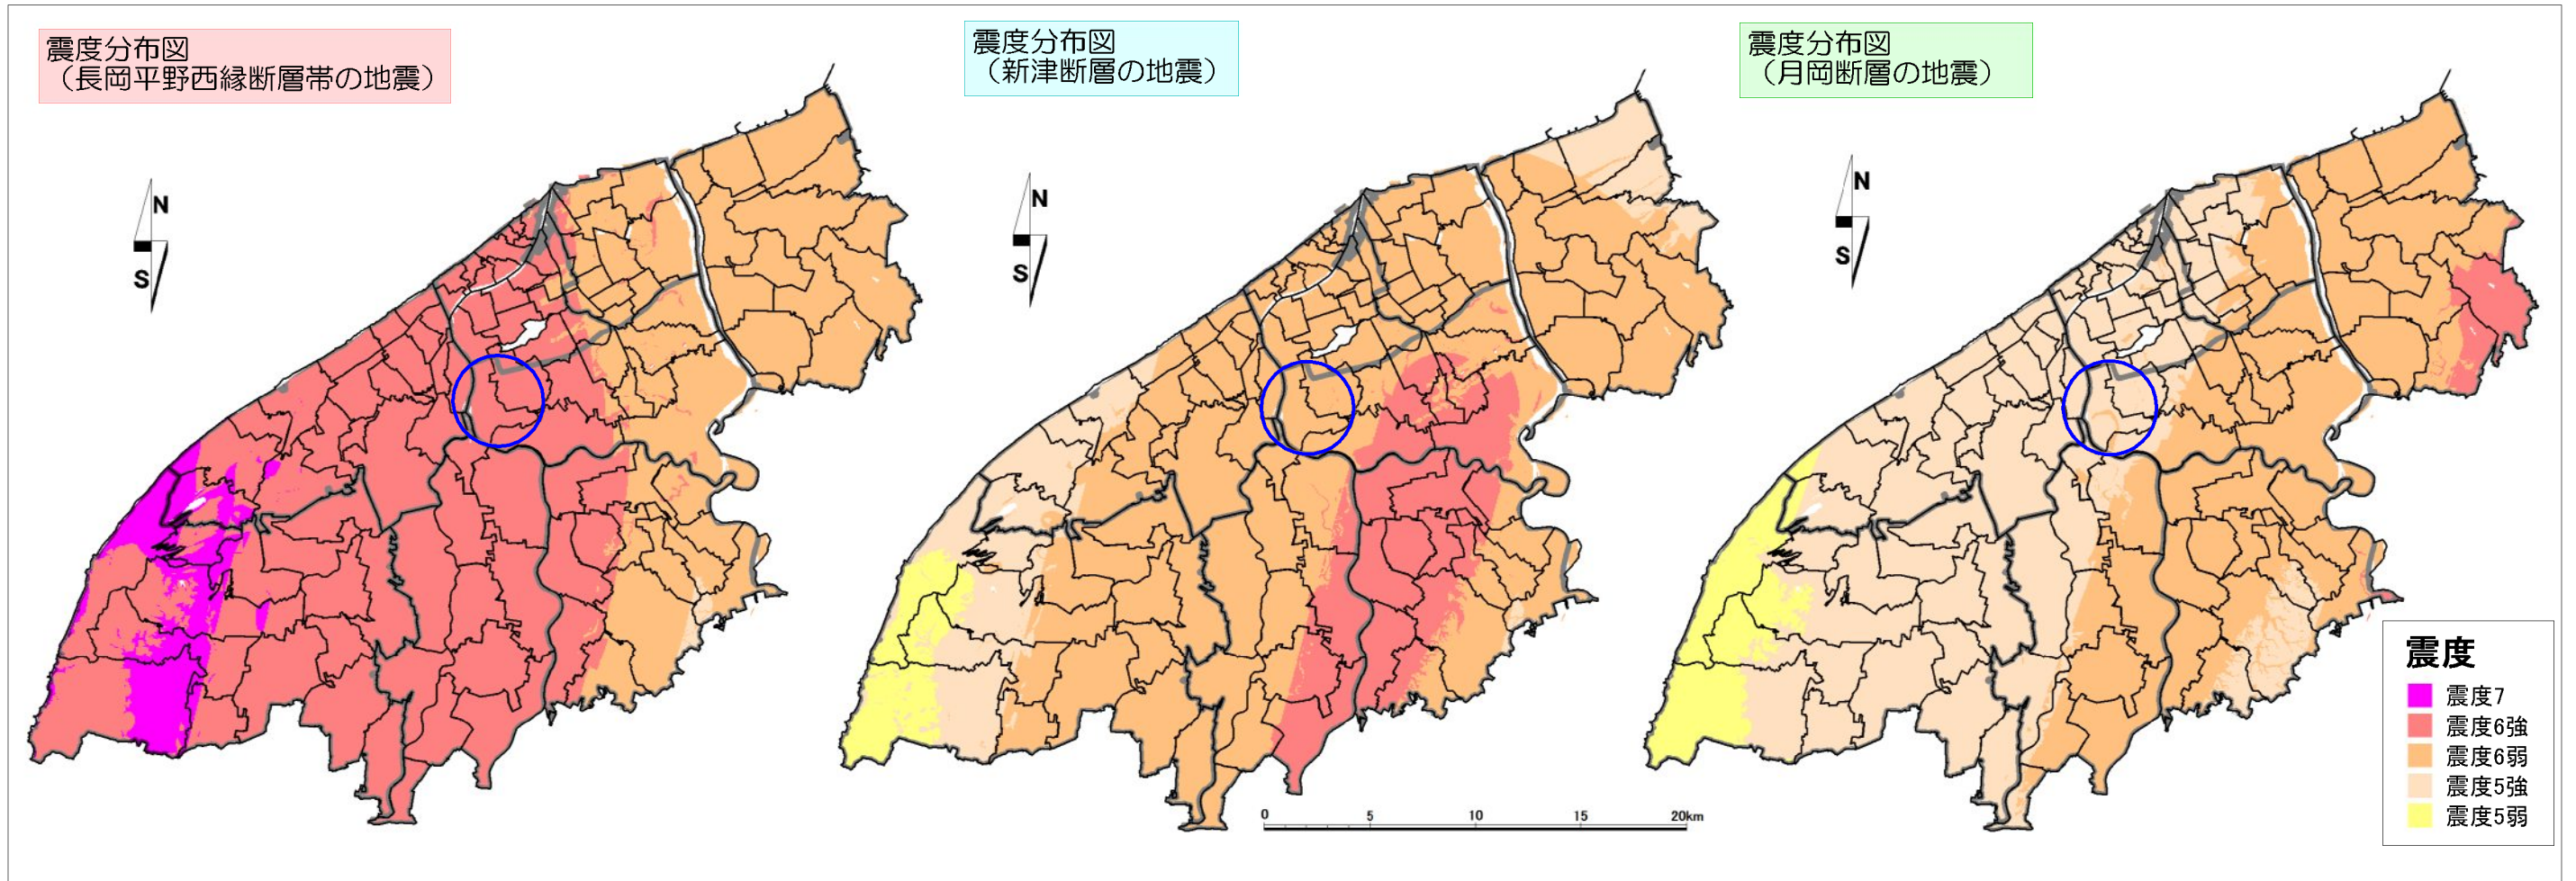 震度分布図
（長岡平野西縁断層帯の地震）
震度分布図
（新津断層の地震）
震度分布図
（月岡断層の地震）
N
S
N
S
N
S
震度
震度7
震度6強
震度6弱
震度5強
震度5弱
0 5 10 15 20km